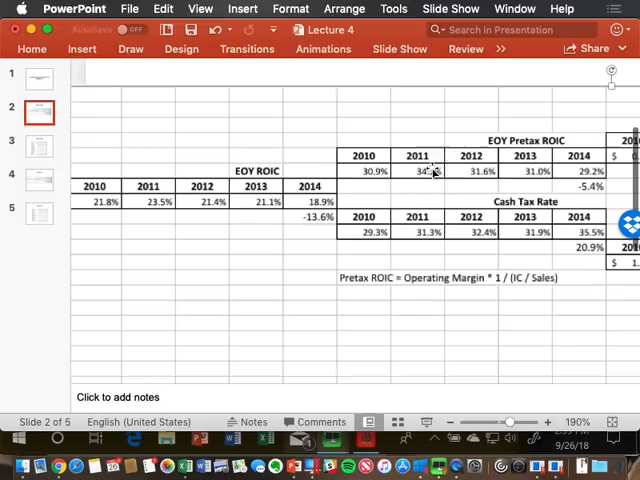 PowerPoint File Edit View Insert Format Arrange Tools Slide Show Window Help
AutoSave OFF Lecture 4 Search in Presentation
Home Insert Draw Design Transitions Animations Slide Show Review Share
1
2
3
4
5
EOY Pretax ROIC
2010 2011 2012 2013 2014 $
30.9% 31.6% 31.0% 29.2%
-5.4%
EOY ROIC
2010 2011 2012 2013 2014
21.8% 23.5% 21.4% 21.1% 18.9%
-13.6%
Cash Tax Rate
2010 2011 2012 2013 2014
29.3% 31.3% 32.4% 31.9% 35.5%
20.9%
$ 1.
Pretax ROIC = Operating Margin * 1 / (IC / Sales)
Click to add notes
Slide 2 of 5 English (United States) Notes Comments 190%
9/26/18